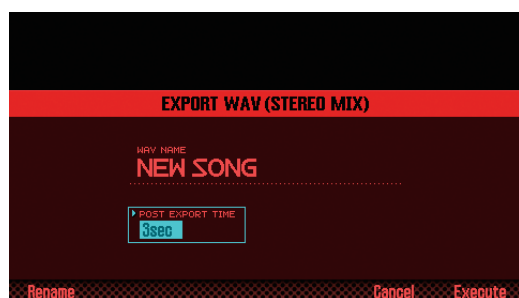 EXPORT WAV (STEREO MIX)
WAV NAME
NEW SONG
POST EXPORT TIME
3sec
Rename Cancel Execute